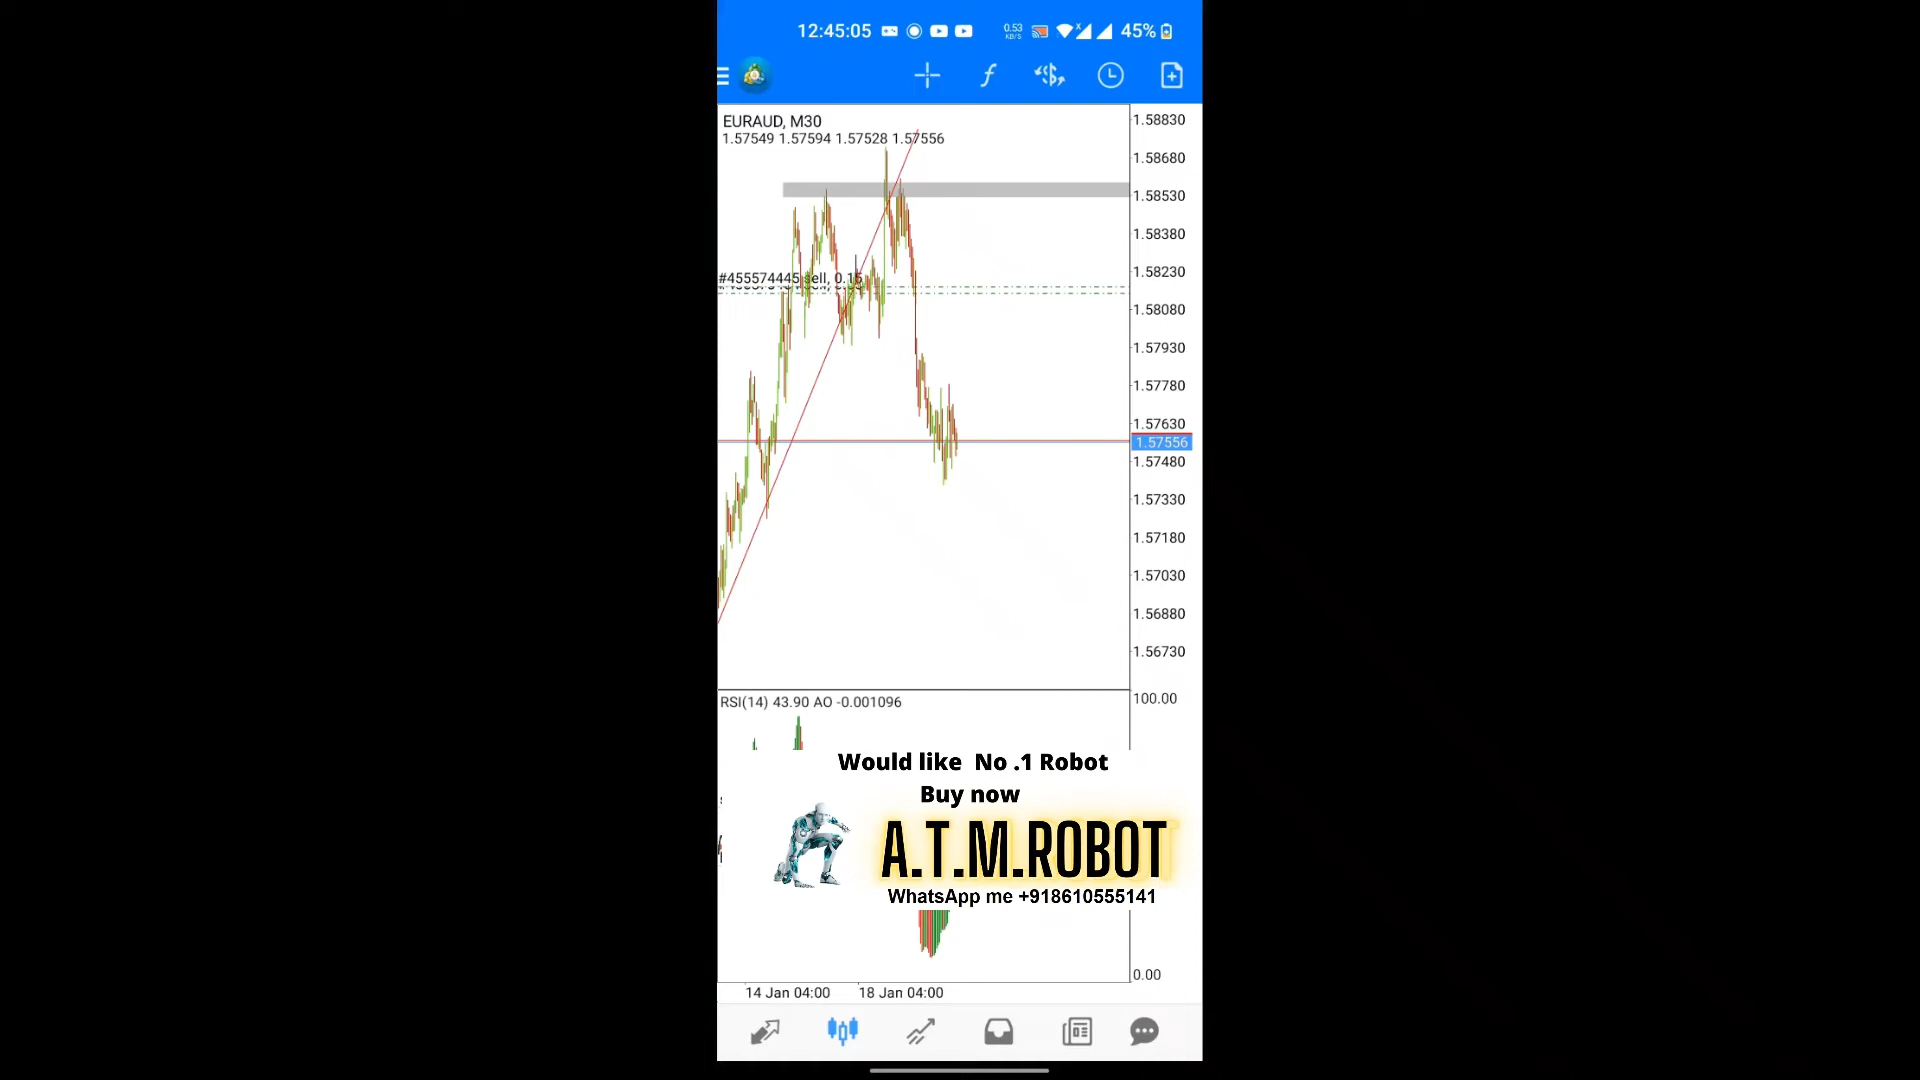 12:45:05 0.53 KB/S 45%
EURAUD, M30
1.57549 1.57594 1.57528 1.57556
1.58830
1.58680
1.58530
1.58380
#455574445 sell, 0.15
1.58230
1.58080
1.57930
1.57780
1.57630
1.57556
1.57480
1.57330
1.57180
1.57030
1.56880
1.56730
RSI(14) 43.90 AO -0.001096
100.00
Would like No .1 Robot
Buy now
A.T.M.ROBOT
WhatsApp me +918610555141
0.00
14 Jan 04:00 18 Jan 04:00